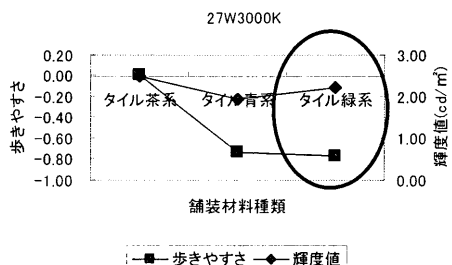 27W3000K
歩きやすさ
0.20
0.00
-0.20
-0.40
-0.60
-0.80
-1.00
タイル茶系
タイル青系
タイル緑系
3.00
2.00
1.00
0.00
輝度値(cd/㎡)
舗装材料種類
歩きやすさ
輝度値